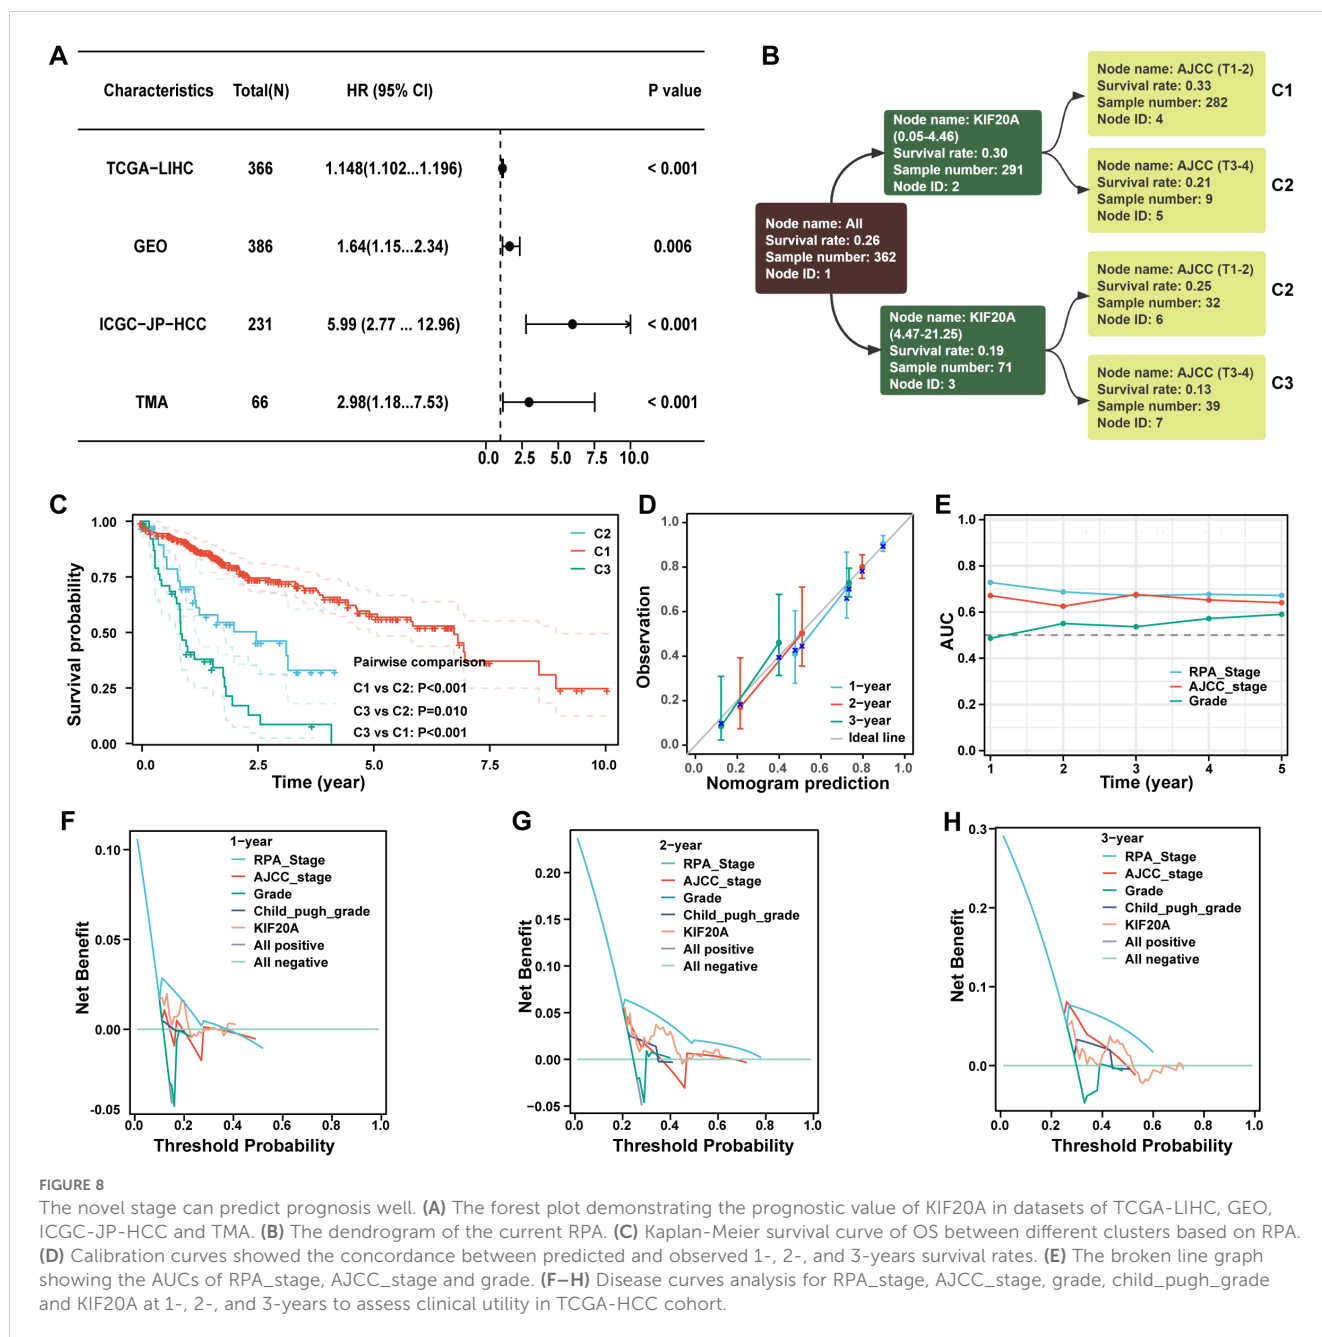 A
Characteristics Total(N) HR (95% CI) P value
TCGA−LIHC 366 1.148(1.102...1.196) < 0.001
GEO 386 1.64(1.15...2.34) 0.006
ICGC−JP−HCC 231 5.99 (2.77 ... 12.96) < 0.001
TMA 66 2.98(1.18...7.53) < 0.001
0.0 2.5 5.0 7.5 10.0
B
Node name: All
Survival rate: 0.26
Sample number: 362
Node ID: 1
Node name: KIF20A
(0.05-4.46)
Survival rate: 0.30
Sample number: 291
Node ID: 2
Node name: KIF20A
(4.47-21.25)
Survival rate: 0.19
Sample number: 71
Node ID: 3
Node name: AJCC (T1-2)
Survival rate: 0.33
Sample number: 282
Node ID: 4
C1
Node name: AJCC (T3-4)
Survival rate: 0.21
Sample number: 9
Node ID: 5
C2
Node name: AJCC (T1-2)
Survival rate: 0.25
Sample number: 32
Node ID: 6
C2
Node name: AJCC (T3-4)
Survival rate: 0.13
Sample number: 39
Node ID: 7
C3
C
Survival probability
1.00
0.75
0.50
0.25
0.00
C2
C1
C3
Pairwise comparison
C1 vs C2: P<0.001
C3 vs C2: P=0.010
C3 vs C1: P<0.001
0.0 2.5 5.0 7.5 10.0
Time (year)
D
Observation
1.0
0.8
0.6
0.4
0.2
0.0
1−year
2−year
3−year
Ideal line
0.0 0.2 0.4 0.6 0.8 1.0
Nomogram prediction
E
AUC
1.0
0.8
0.6
0.4
0.2
0.0
RPA_Stage
AJCC_stage
Grade
1 2 3 4 5
Time (year)
F
Net Benefit
0.10
0.05
0.00
-0.05
1−year
RPA_Stage
AJCC_stage
Grade
Child_pugh_grade
KIF20A
All positive
All negative
0.0 0.2 0.4 0.6 0.8 1.0
Threshold Probability
G
Net Benefit
0.20
0.15
0.10
0.05
0.00
−0.05
2−year
RPA_Stage
AJCC_stage
Grade
Child_pugh_grade
KIF20A
All positive
All negative
0.0 0.2 0.4 0.6 0.8 1.0
Threshold Probability
H
Net Benefit
0.3
0.2
0.1
0.0
3−year
RPA_Stage
AJCC_stage
Grade
Child_pugh_grade
KIF20A
All positive
All negative
0.0 0.2 0.4 0.6 0.8 1.0
Threshold Probability
FIGURE 8
The novel stage can predict prognosis well. (A) The forest plot demonstrating the prognostic value of KIF20A in datasets of TCGA-LIHC, GEO,
ICGC-JP-HCC and TMA. (B) The dendrogram of the current RPA. (C) Kaplan-Meier survival curve of OS between different clusters based on RPA.
(D) Calibration curves showed the concordance between predicted and observed 1-, 2-, and 3-years survival rates. (E) The broken line graph
showing the AUCs of RPA_stage, AJCC_stage and grade. (F–H) Disease curves analysis for RPA_stage, AJCC_stage, grade, child_pugh_grade
and KIF20A at 1-, 2-, and 3-years to assess clinical utility in TCGA-HCC cohort.